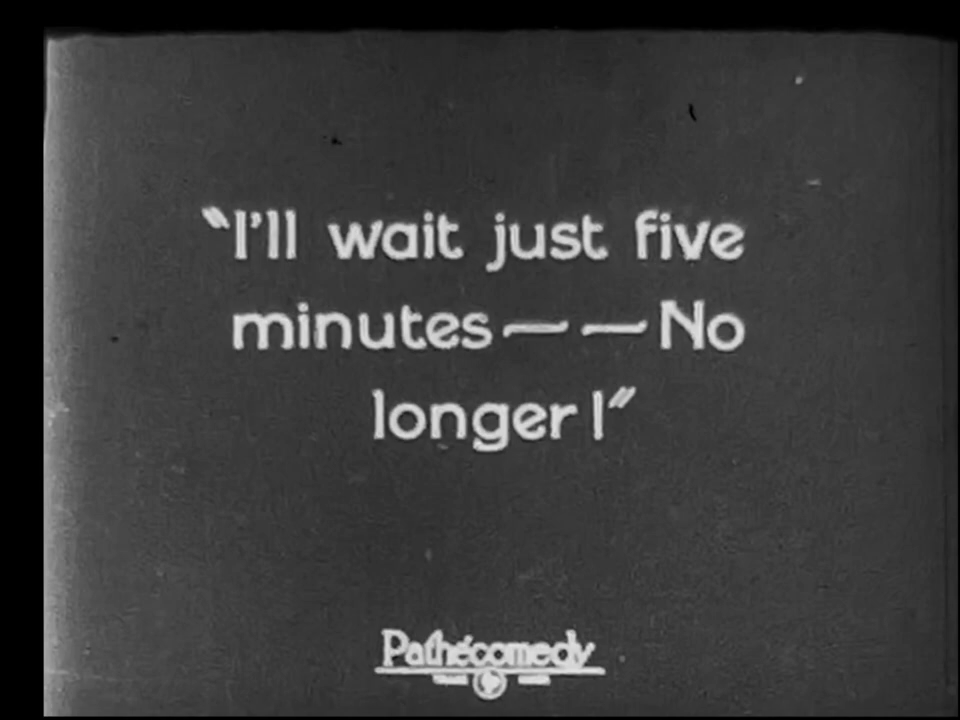 “I’ll wait just five
minutes — — No
longer!”
Pathécomedy